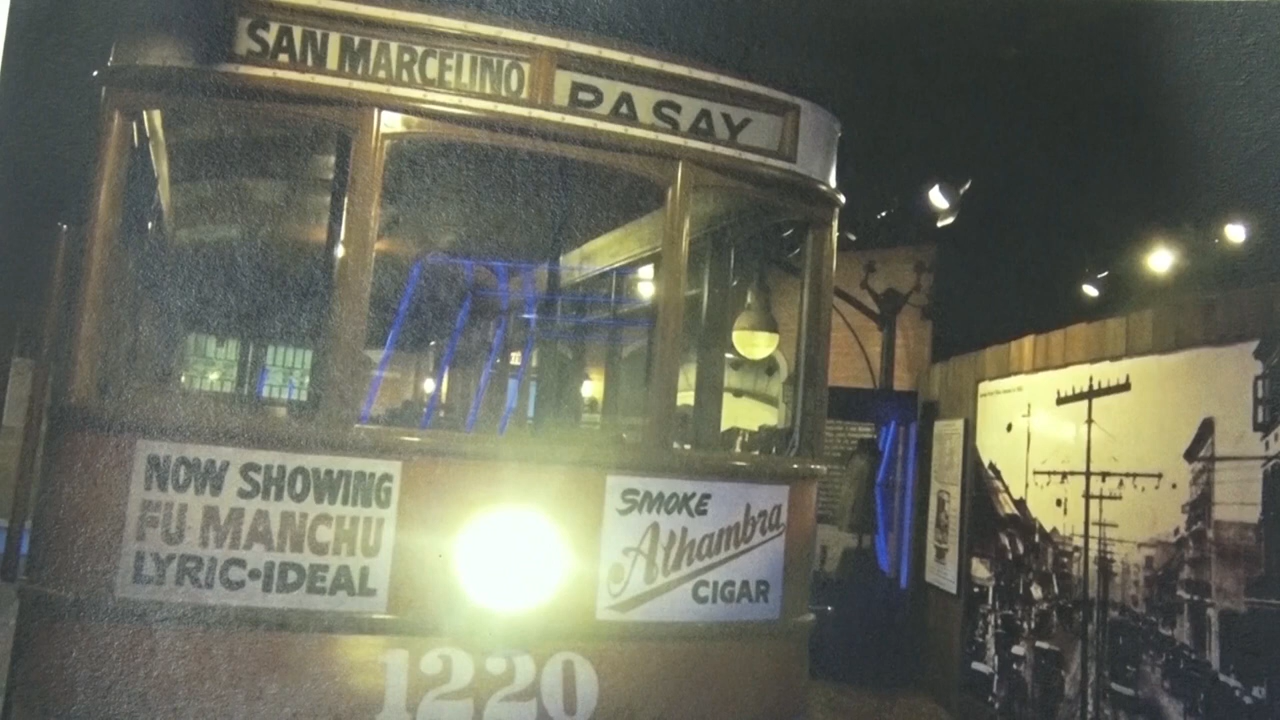 SAN MARCELINO
PASAY
NOW SHOWING
FU MANCHU
LYRIC•IDEAL
SMOKE
Alhambra
CIGAR
1220